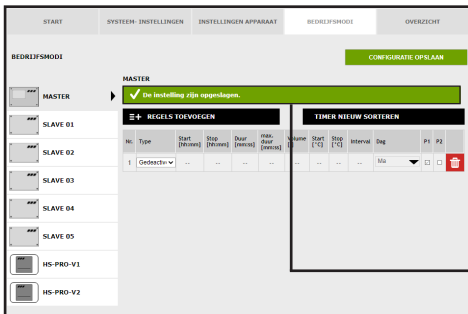 START
SYSTEEM- INSTELLINGEN
INSTELLINGEN APPARAAT
BEDRIJFSMODI
OVERZICHT
BEDRIJFSMODI
CONFIGURATIE OPSLAAN
MASTER
De instelling zijn opgeslagen.
REGELS TOEVOEGEN
TIMER NIEUW SORTEREN
Nr. Type Start [hh:mm] Stop [hh:mm] Duur [mm:ss] max. duur [mm:ss] Volume Start [°C] Stop [°C] Interval Dag P1 P2
1 Gedeactiv -- -- -- -- -- -- -- -- Ma
MASTER
SLAVE 01
SLAVE 02
SLAVE 03
SLAVE 04
SLAVE 05
HS-PRO-V1
HS-PRO-V2